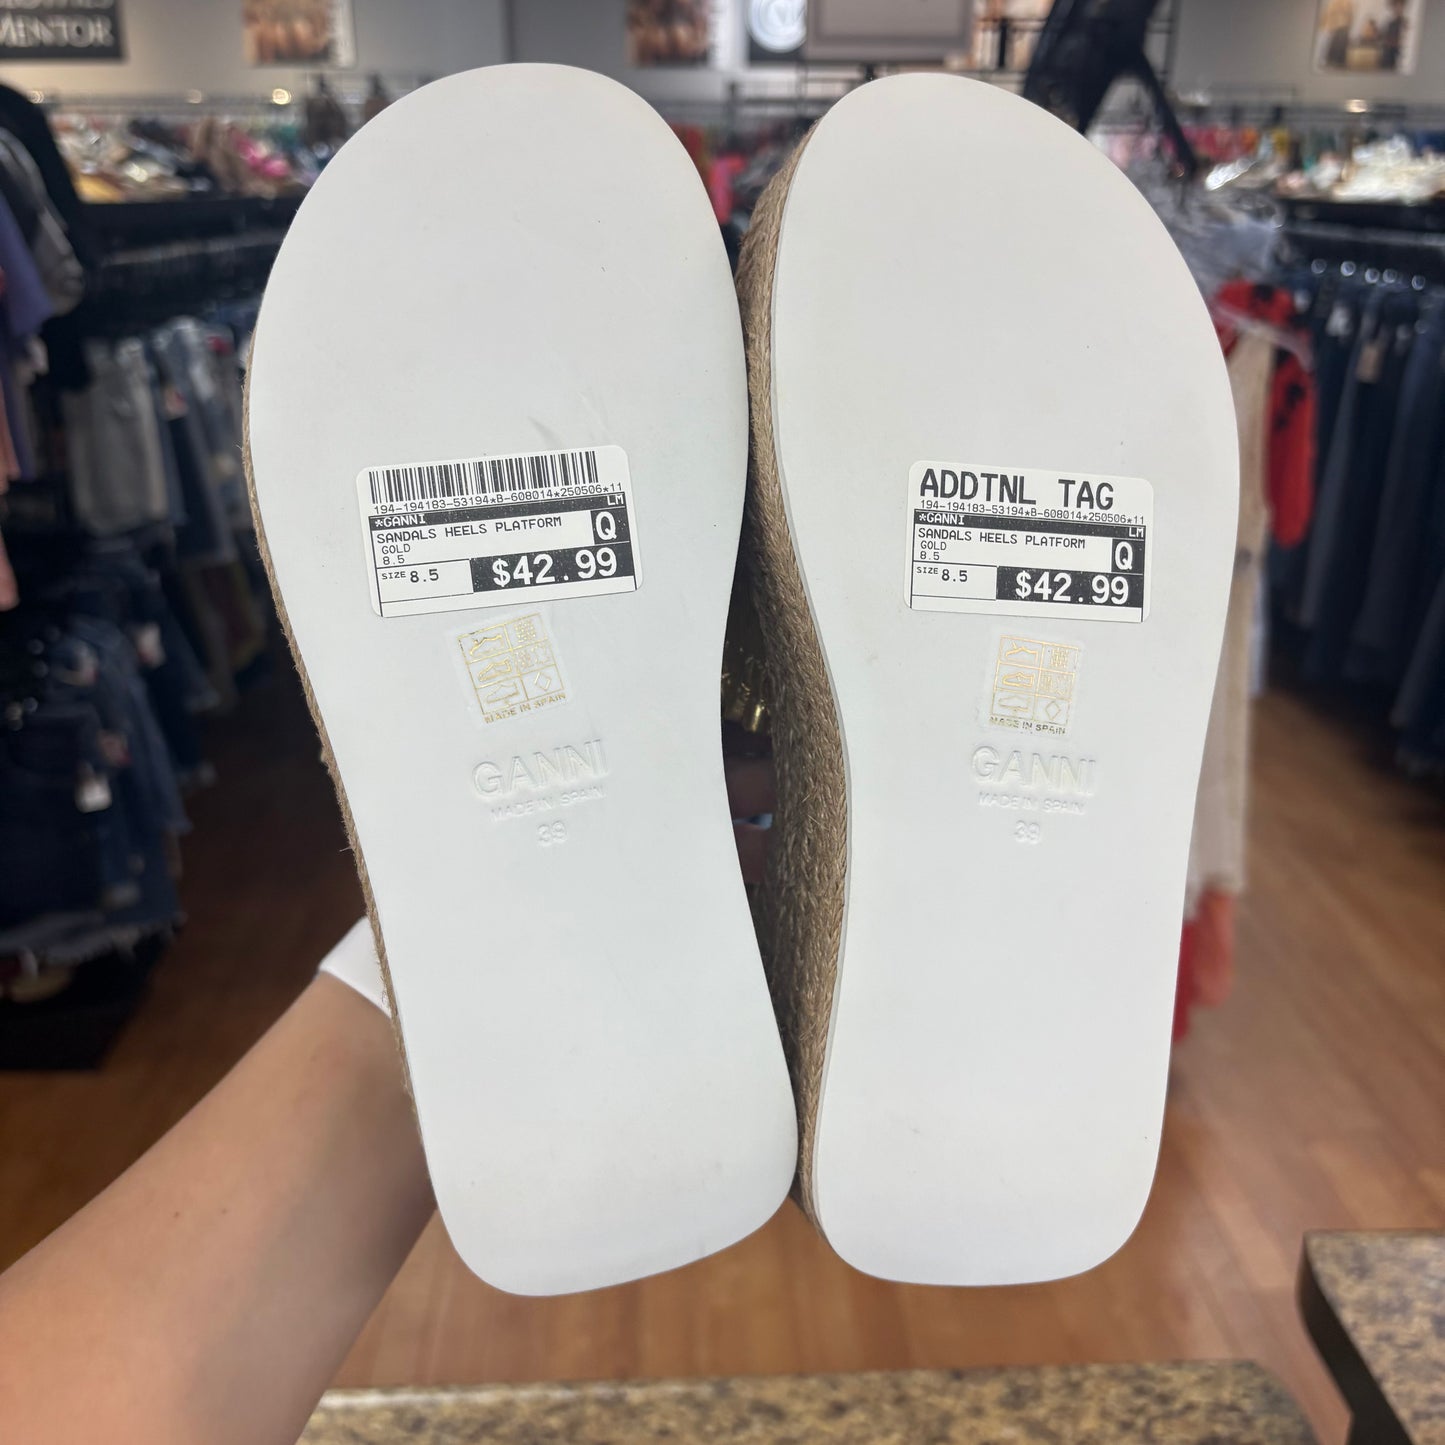 MENTOR
194-194183-53194*B-608014*250506*11
LM
*GANNI
SANDALS HEELS PLATFORM
Q
GOLD
8.5
SIZE 8.5
$42.99
MADE IN SPAIN
GANNI
MADE IN SPAIN
39
ADDTNL TAG
194-194183-53194*B-608014*250506*11
LM
*GANNI
SANDALS HEELS PLATFORM
Q
GOLD
8.5
SIZE 8.5
$42.99
MADE IN SPAIN
GANNI
MADE IN SPAIN
39